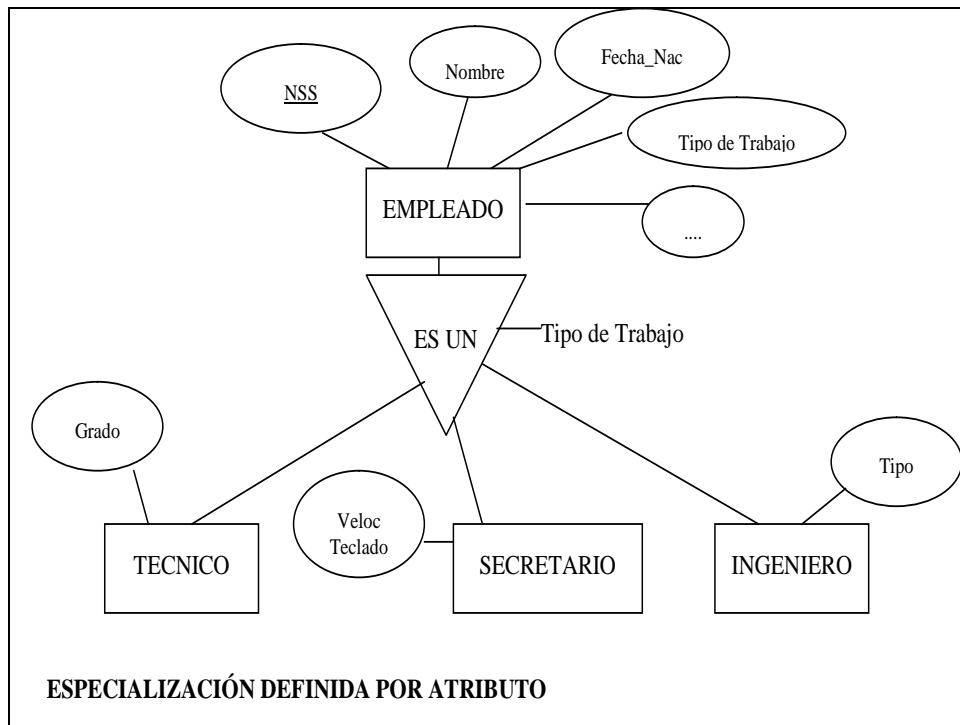 NSS
Nombre
Fecha_Nac
Tipo de Trabajo
EMPLEADO
....
ES UN
Tipo de Trabajo
Grado
Tipo
Veloc
Teclado
TECNICO
SECRETARIO
INGENIERO
ESPECIALIZACIÓN DEFINIDA POR ATRIBUTO